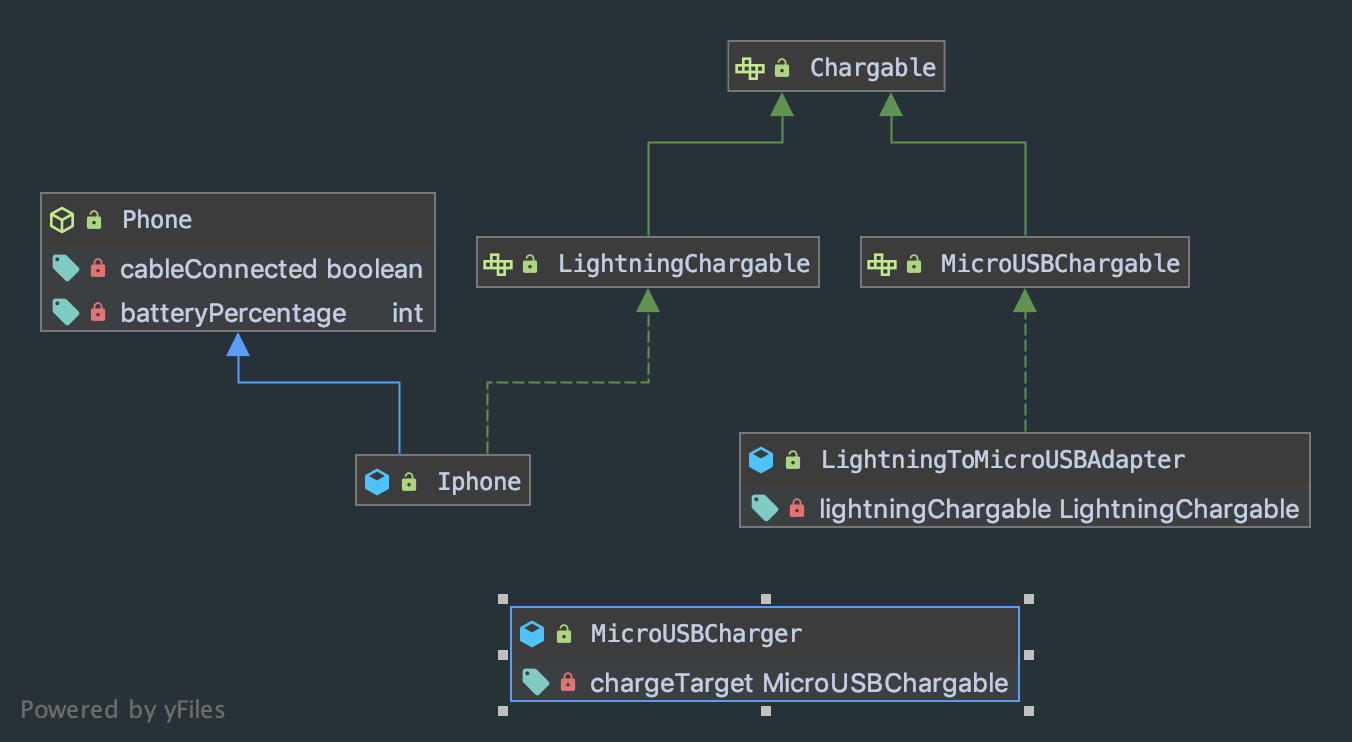 Chargable
Phone
cableConnected boolean
batteryPercentage int
LightningChargable
MicroUSBChargable
Iphone
LightningToMicroUSBAdapter
lightningChargable LightningChargable
MicroUSBCharger
chargeTarget MicroUSBChargable
Powered by yFiles